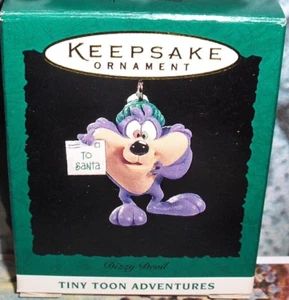 KEEPSAKE
ORNAMENT
TO
SANTA
Dizzy Devil
TINY TOON ADVENTURES